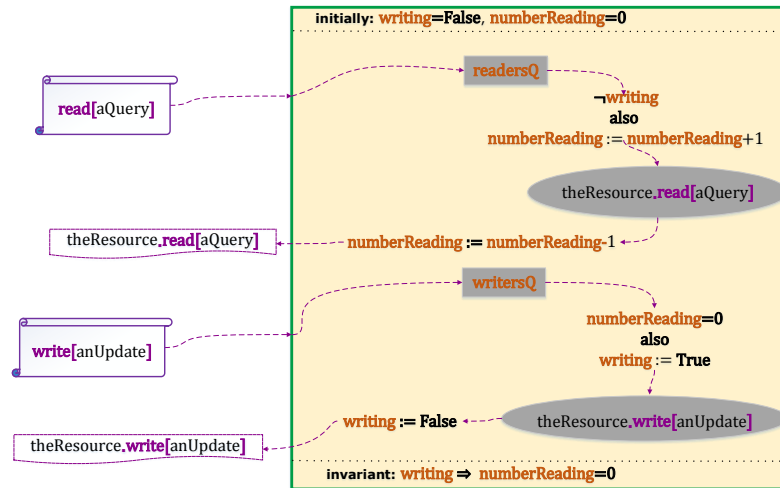 initially: writing=False, numberReading=0
readersQ
read[aQuery]
¬writing
also
numberReading := numberReading+1
theResource.read[aQuery]
theResource.read[aQuery]
numberReading := numberReading-1
writersQ
numberReading=0
also
writing := True
write[anUpdate]
writing := False
theResource.write[anUpdate]
theResource.write[anUpdate]
invariant: writing ⇒ numberReading=0